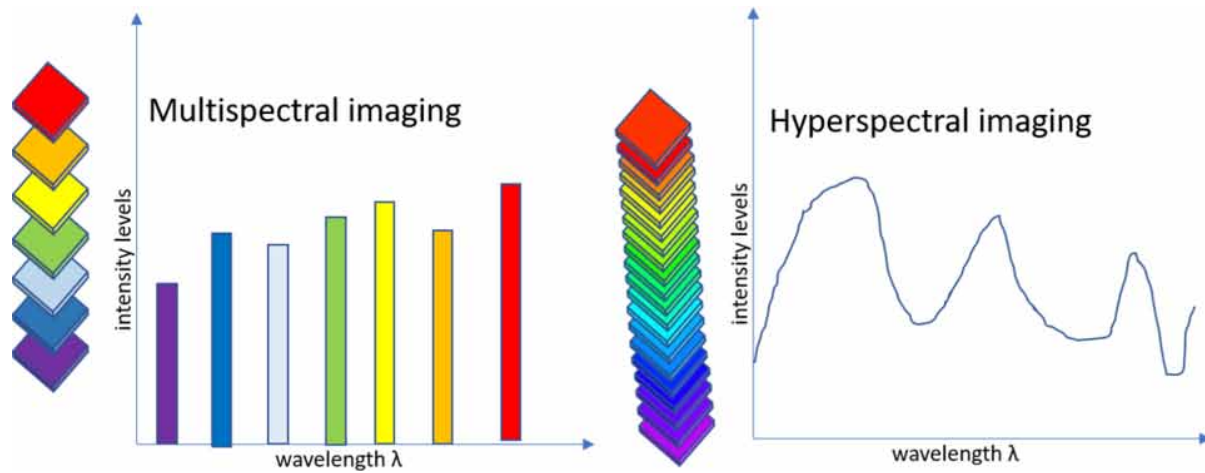 Multispectral imaging
intensity levels
wavelength λ
Hyperspectral imaging
intensity levels
wavelength λ